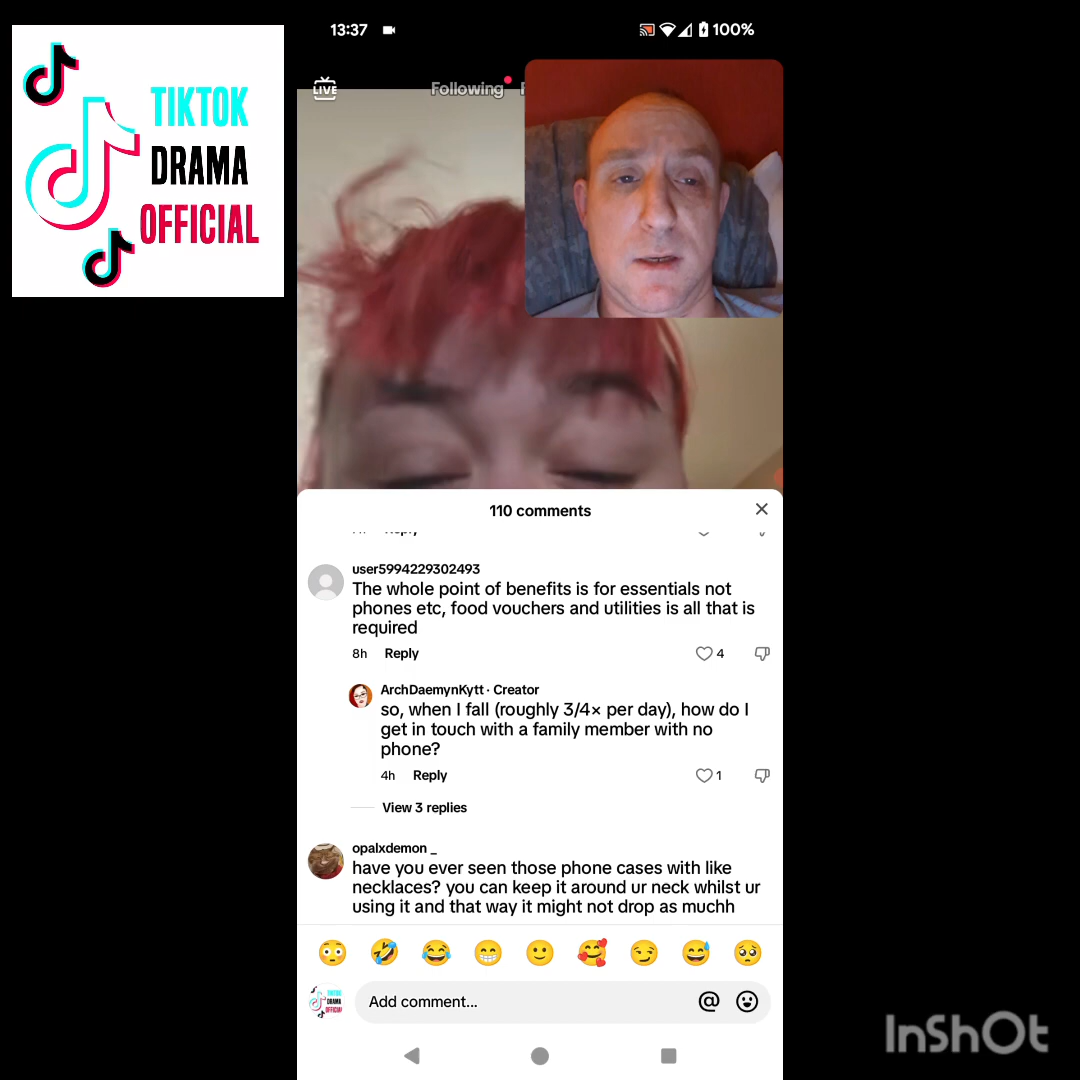 TIKTOK
DRAMA
OFFICIAL
13:37
100%
LIVE
Following
110 comments
Reply
user5994229302493
The whole point of benefits is for essentials not
phones etc, food vouchers and utilities is all that is
required
8h Reply 4
ArchDaemynKytt · Creator
so, when I fall (roughly 3/4× per day), how do I
get in touch with a family member with no
phone?
4h Reply 1
View 3 replies
opalxdemon _
have you ever seen those phone cases with like
necklaces? you can keep it around ur neck whilst ur
using it and that way it might not drop as muchh
Add comment...
InShOt